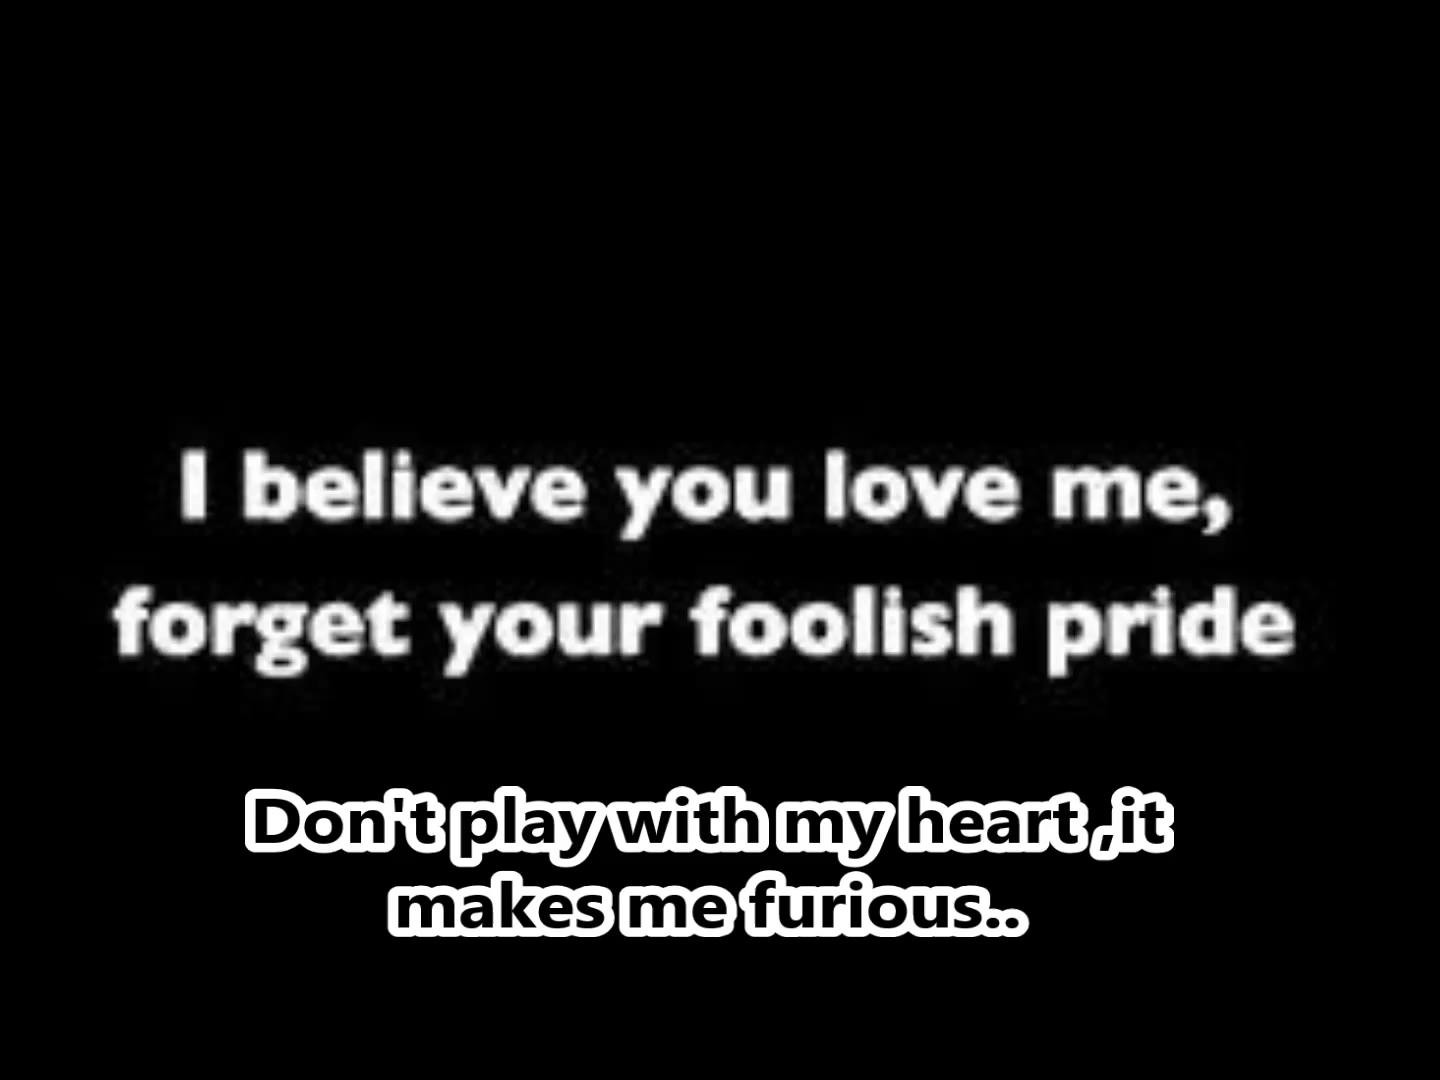 I believe you love me,
forget your foolish pride
Don't play with my heart ,it
makes me furious..